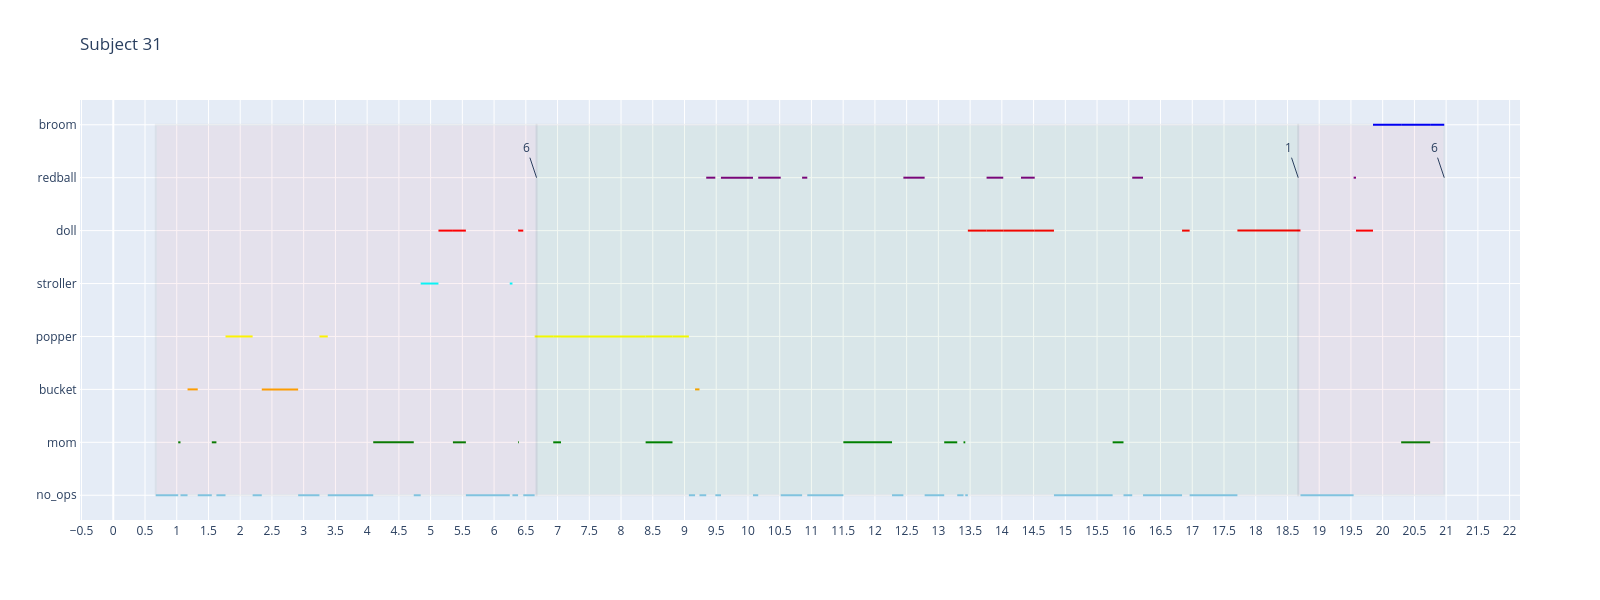 Subject 31
broom
6
1
6
redball
doll
stroller
popper
bucket
mom
no_ops
−0.5 0 0.5 1 1.5 2 2.5 3 3.5 4 4.5 5 5.5 6 6.5 7 7.5 8 8.5 9 9.5 10 10.5 11 11.5 12 12.5 13 13.5 14 14.5 15 15.5 16 16.5 17 17.5 18 18.5 19 19.5 20 20.5 21 21.5 22